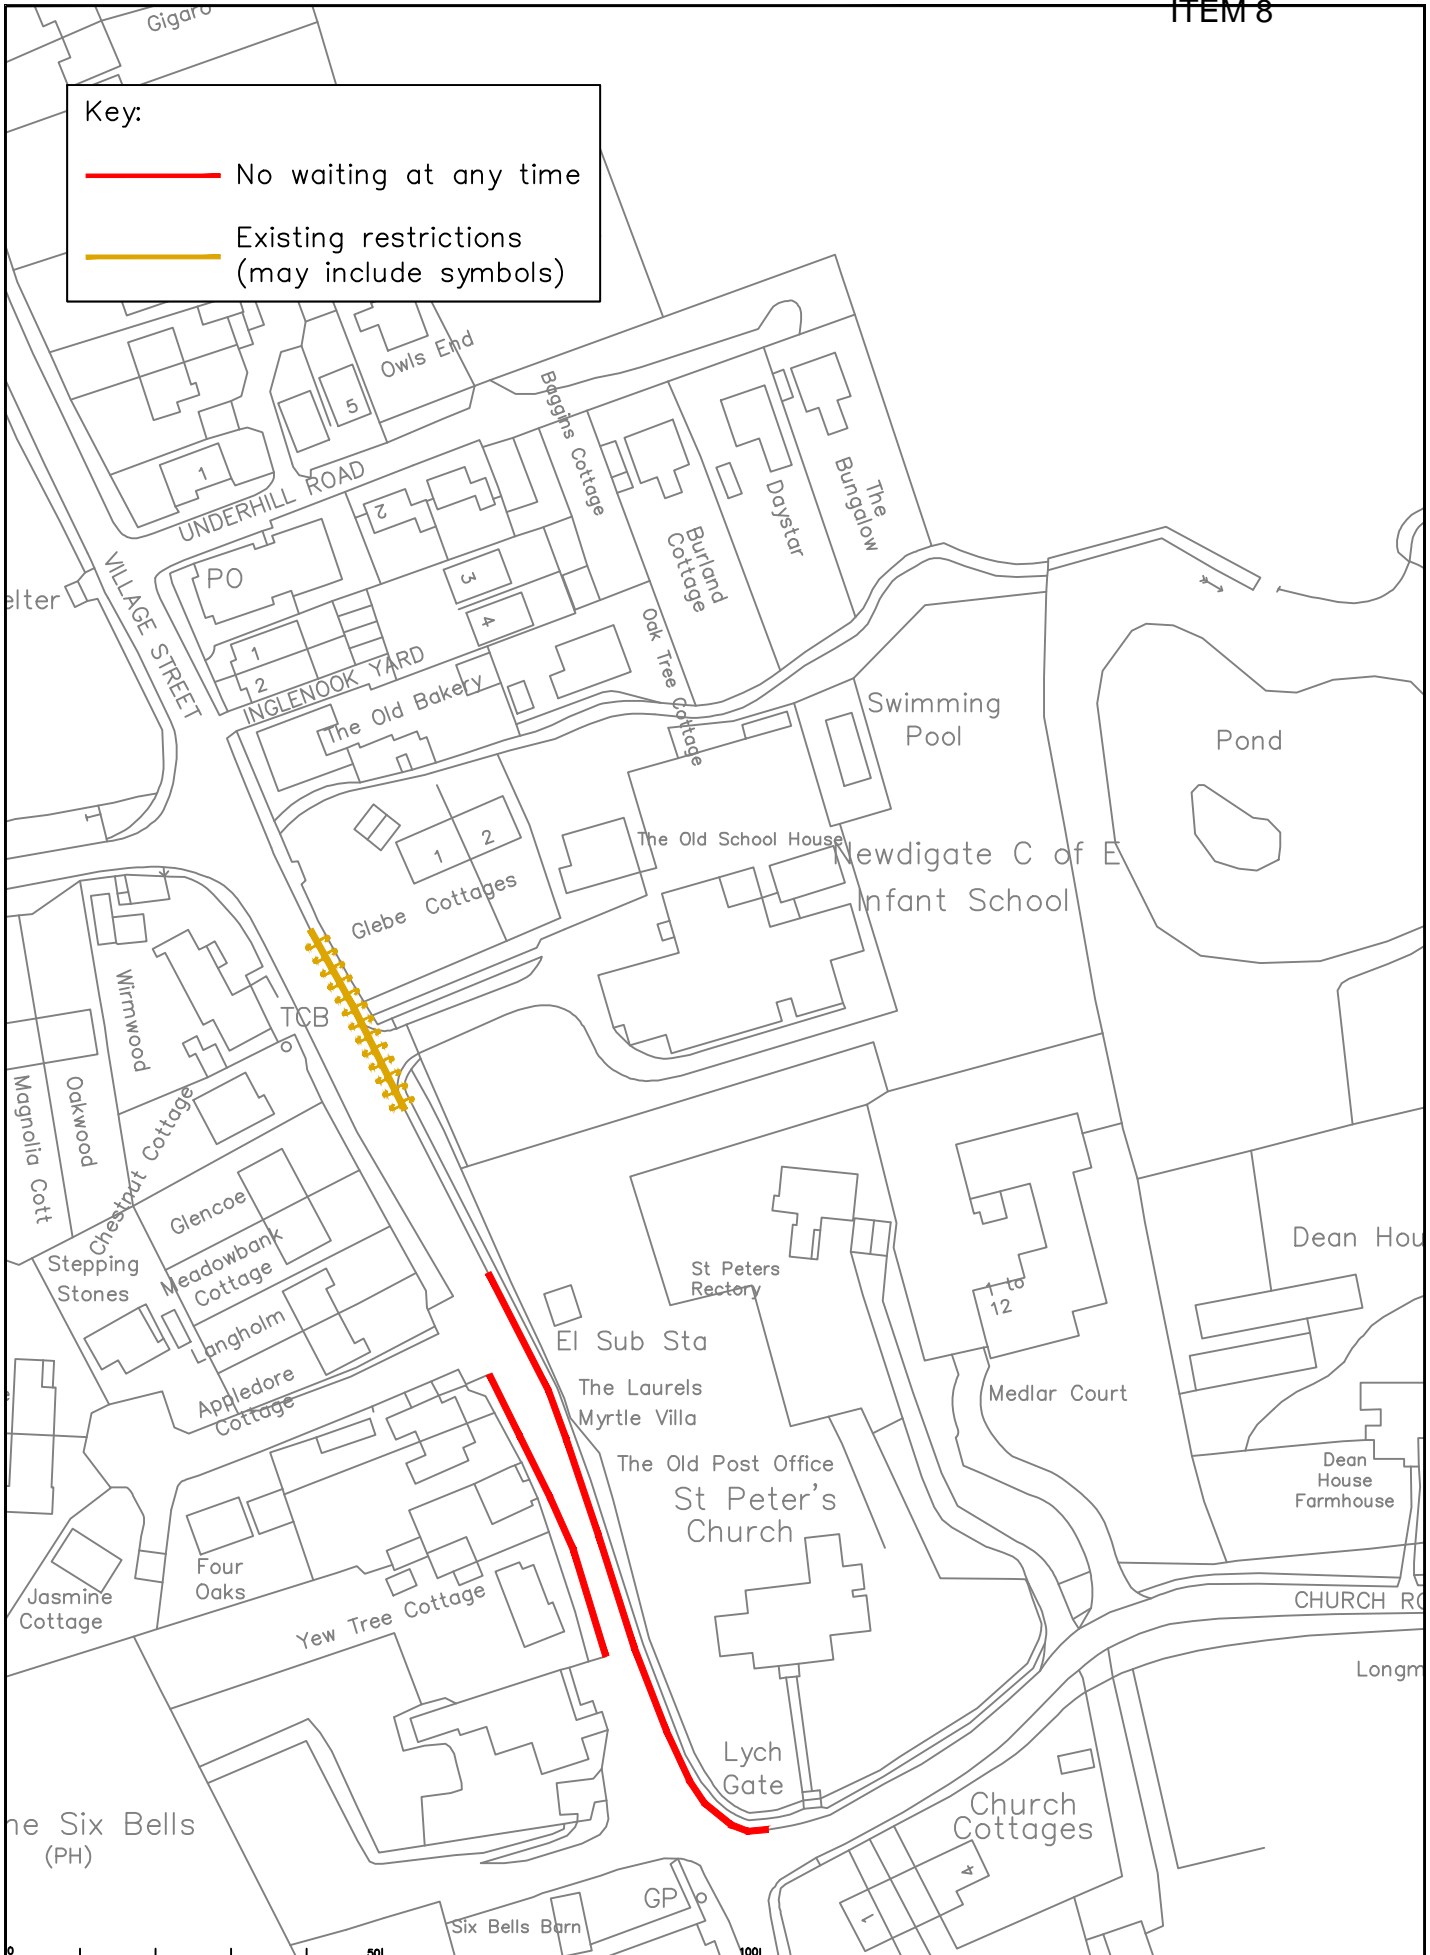 ITEM 8
Gigaro
Key:
No waiting at any time
Existing restrictions
(may include symbols)
Owls End
5
1
UNDERHILL ROAD
Baggins Cottage
2
The
Bungalow
Daystar
Burland
Cottage
PO
elter
VILLAGE STREET
3
4
1
2
INGLENOOK YARD
The Old Bakery
Oak Tree Cottage
Swimming
Pool
Pond
The Old School House
1
2
Glebe Cottages
Newdigate C of E
Infant School
TCB
Wirmwood
Oakwood
Magnolia Cott
Chestnut Cottage
Glencoe
Meadowbank
Cottage
Stepping
Stones
Langholm
Appledore
Cottage
St Peters
Rectory
1 to
12
Dean Hou
El Sub Sta
The Laurels
Myrtle Villa
Medlar Court
The Old Post Office
St Peter's
Church
Dean
House
Farmhouse
Four
Oaks
Jasmine
Cottage
Yew Tree Cottage
CHURCH RO
Longm
Lych
Gate
Church
Cottages
ne Six Bells
(PH)
4
1
GP
Six Bells Barn
0
50
100